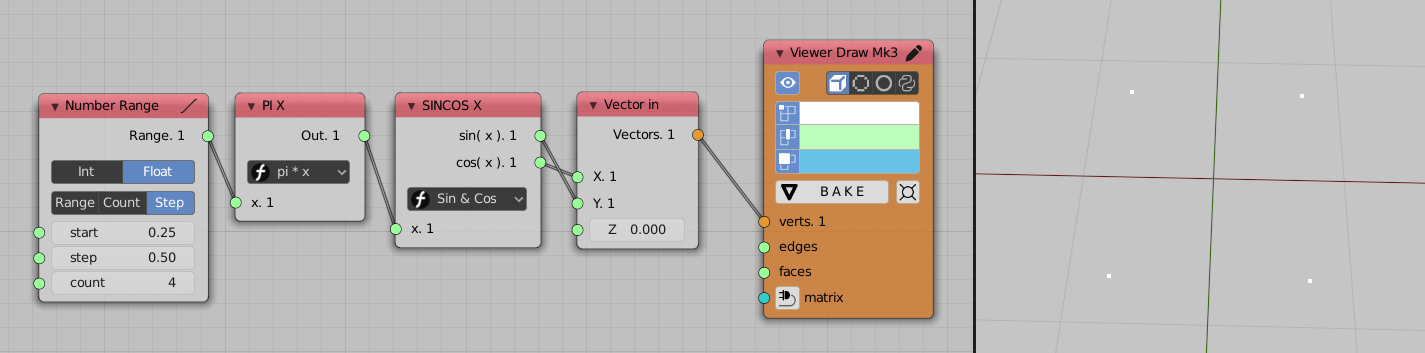 Number Range
Range. 1
Int Float
Range Count Step
start 0.25
step 0.50
count 4
PI X
Out. 1
pi * x
x. 1
SINCOS X
sin( x ). 1
cos( x ). 1
Sin & Cos
x. 1
Vector in
Vectors. 1
X. 1
Y. 1
Z 0.000
Viewer Draw Mk3
BAKE
verts. 1
edges
faces
matrix